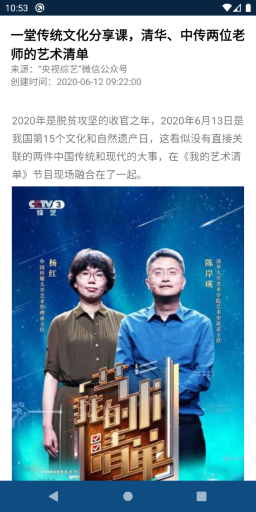 10:53
一堂传统文化分享课，清华、中传两位老
师的艺术清单
来源：“央视综艺”微信公众号
创建时间：2020-06-12 09:22:00
2020年是脱贫攻坚的收官之年，2020年6月13日是
我国第15个文化和自然遗产日，这看似没有直接关
联的两件中国传统和现代的大事，在《我的艺术清
单》节目现场融合在了一起。
CCTV 3
综艺
杨红
中国传媒大学艺术管理系主任
陈岸瑛
清华大学美术学院艺术史论系主任
我的艺术
清单